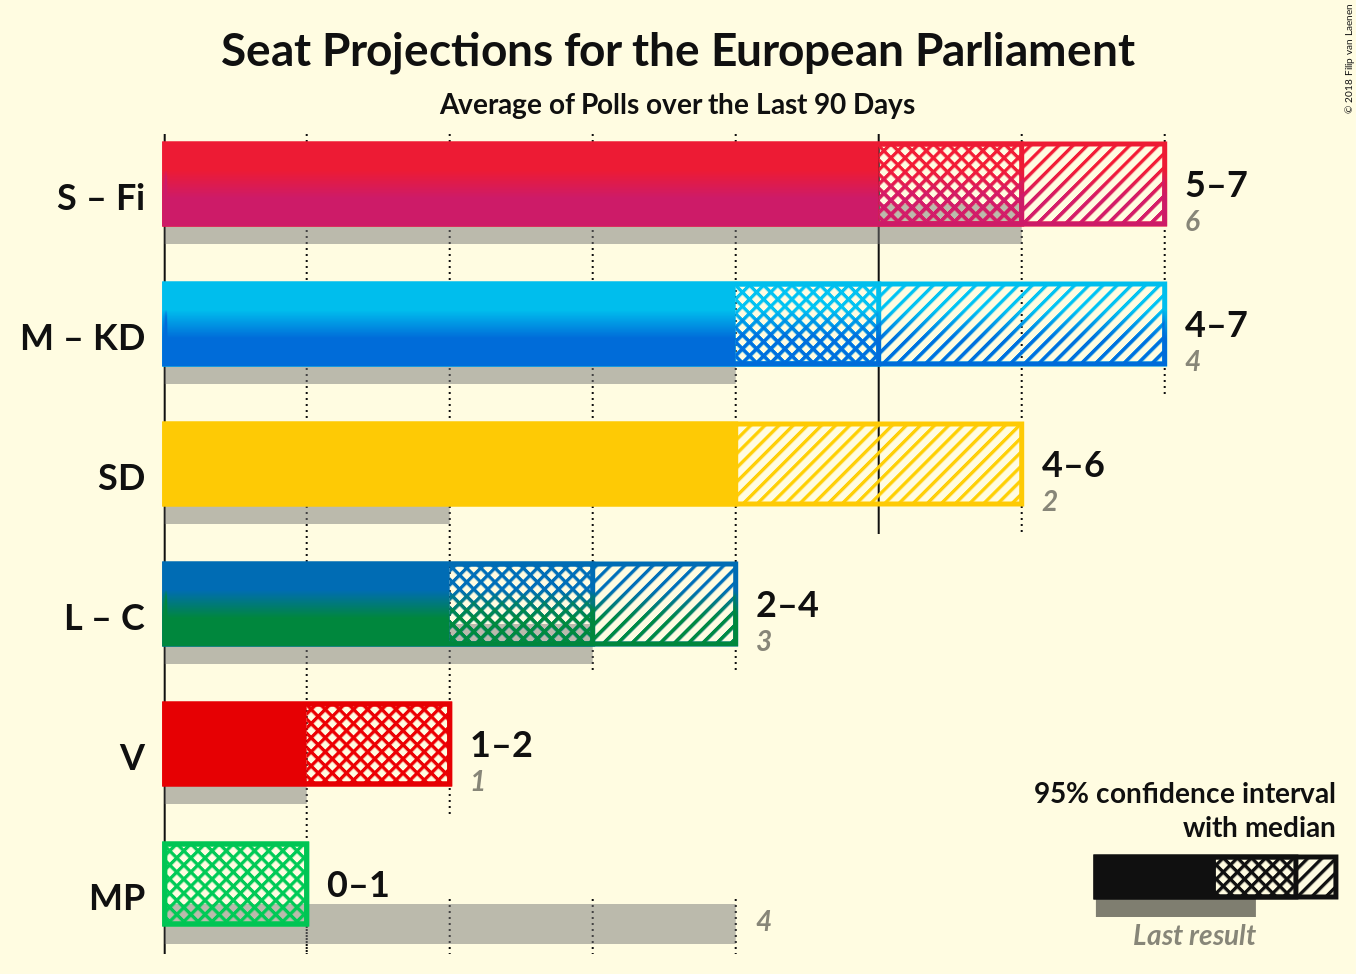 Seat Projections for the European Parliament
Average of Polls over the Last 90 Days
© 2018 Filip van Laenen
S – Fi
5–7
6
M – KD
4–7
4
SD
4–6
2
L – C
2–4
3
V
1–2
1
MP
0–1
4
95% confidence interval
with median
Last result